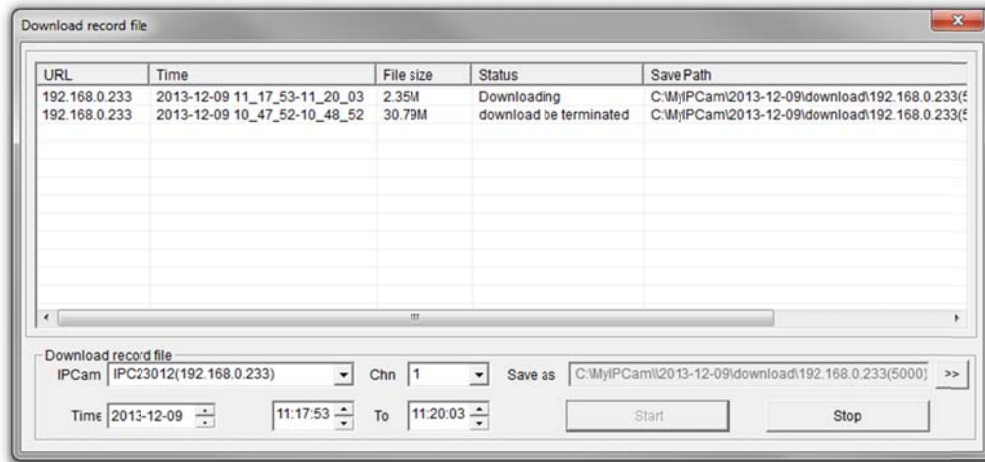 Download record file
URL Time File size Status Save Path
192.168.0.233 2013-12-09 11_17_53-11_20_03 2.35M Downloading C:\MyIPCam\2013-12-09\download\192.168.0.233(5
192.168.0.233 2013-12-09 10_47_52-10_48_52 30.79M download be terminated C:\MyIPCam\2013-12-09\download\192.168.0.233(5
Download record file
IPCam IPC23012(192.168.0.233) Chn 1 Save as C:\MyIPCam\\2013-12-09\download\192.168.0.233(5000) >>
Time 2013-12-09 11:17:53 To 11:20:03 Start Stop